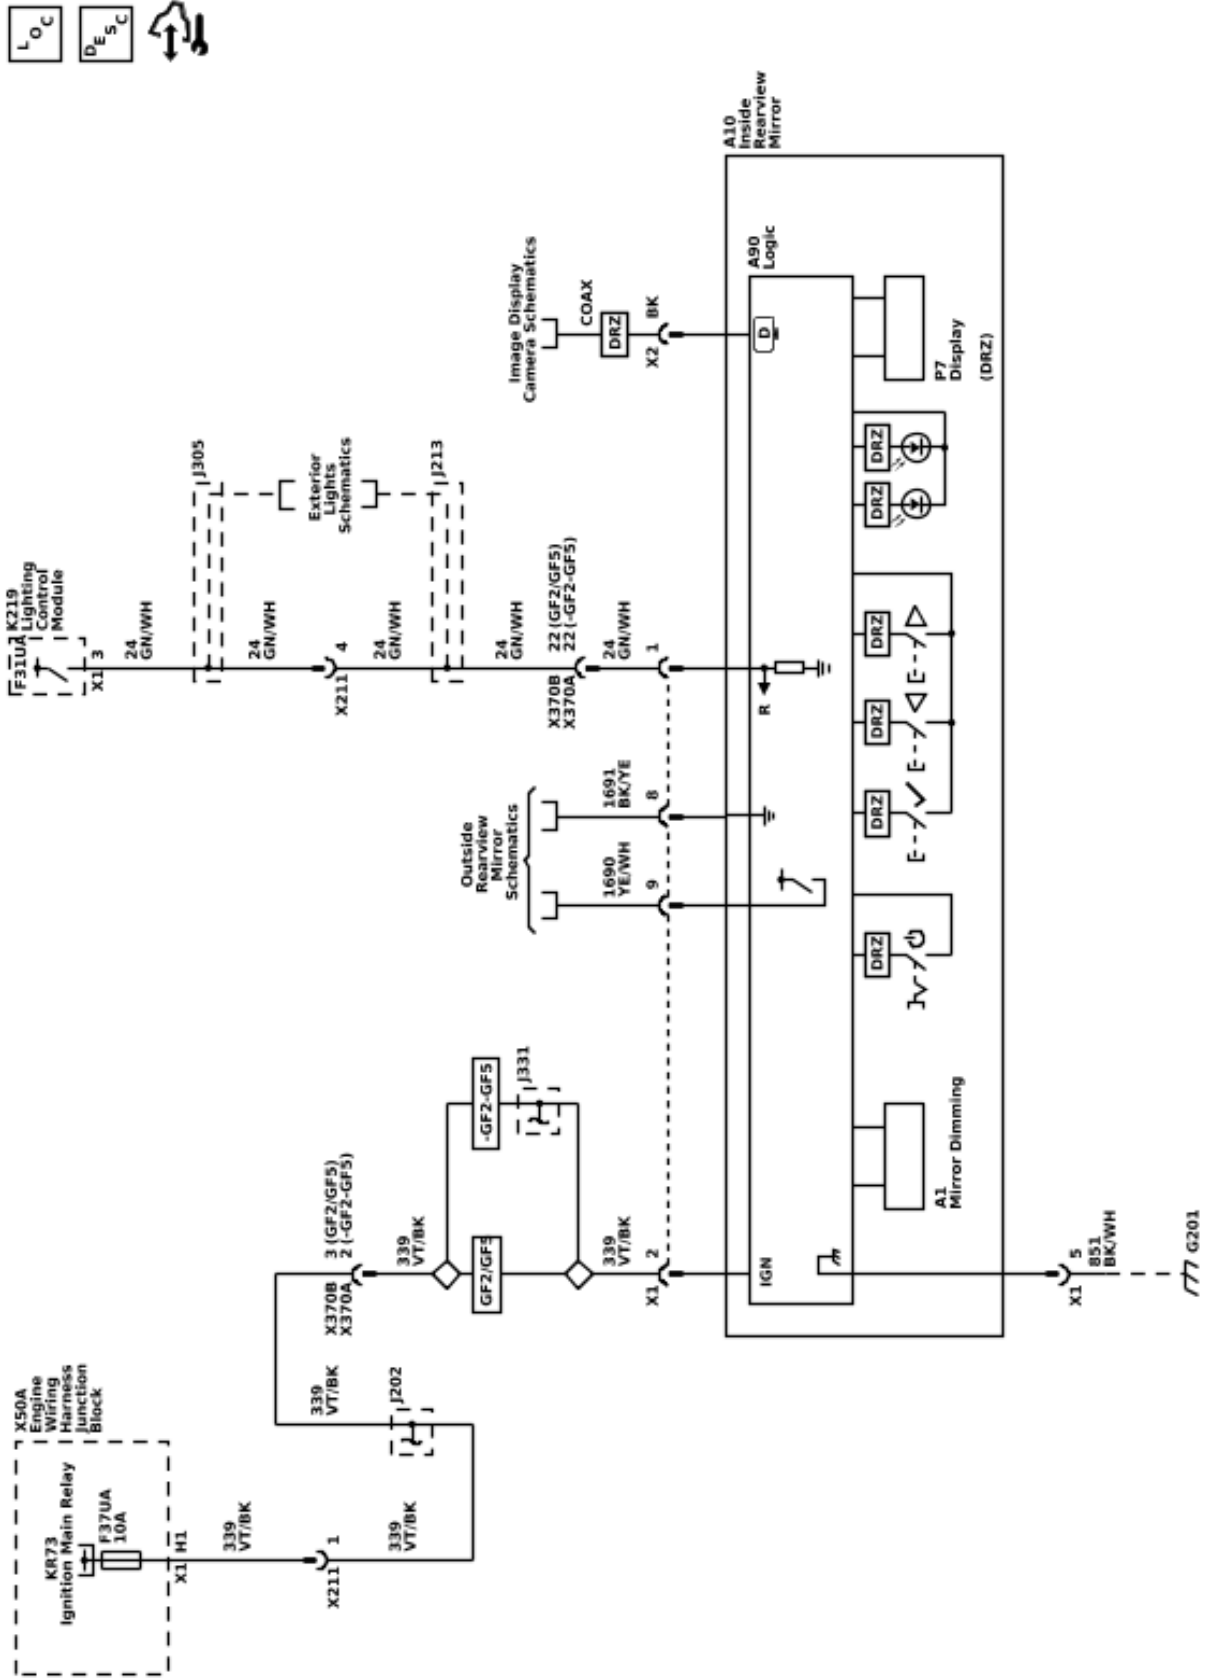 X50A
Engine
Wiring
Harness
Junction
Block
KR73
Ignition Main Relay
F37UA
10A
X1 H1
339
VT/BK
X211 1
339
VT/BK
339
VT/BK
J202
X370B 3 (GF2/GF5)
X370A 2 (-GF2-GF5)
339
VT/BK
GF2/GF5
-GF2-GF5
J331
339
VT/BK
X1 2
K219
Lighting
Control
Module
F31UA
X1 3
24
GN/WH
J305
24
GN/WH
X211 4
Exterior
Lights
Schematics
24
GN/WH
J213
24
GN/WH
X370B 22 (GF2/GF5)
X370A 22 (-GF2-GF5)
24
GN/WH
1
Outside
Rearview
Mirror
Schematics
1690
YE/WH
9
1691
BK/YE
8
Image Display
Camera Schematics
COAX
DRZ
X2 BK
LOC
DESC
A10
Inside
Rearview
Mirror
A90
Logic
IGN
R
D
DRZ
DRZ
DRZ
DRZ
DRZ
DRZ
A1
Mirror Dimming
P7
Display
(DRZ)
X1 5
851
BK/WH
G201